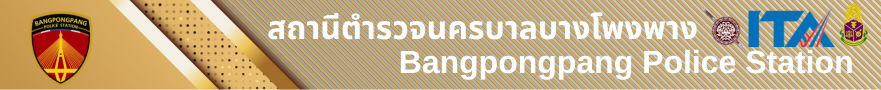 BANGPONGPANG
POLICE STATION
สถานีตำรวจนครบาลบางโพงพาง
ITA
Bangpongpang Police Station